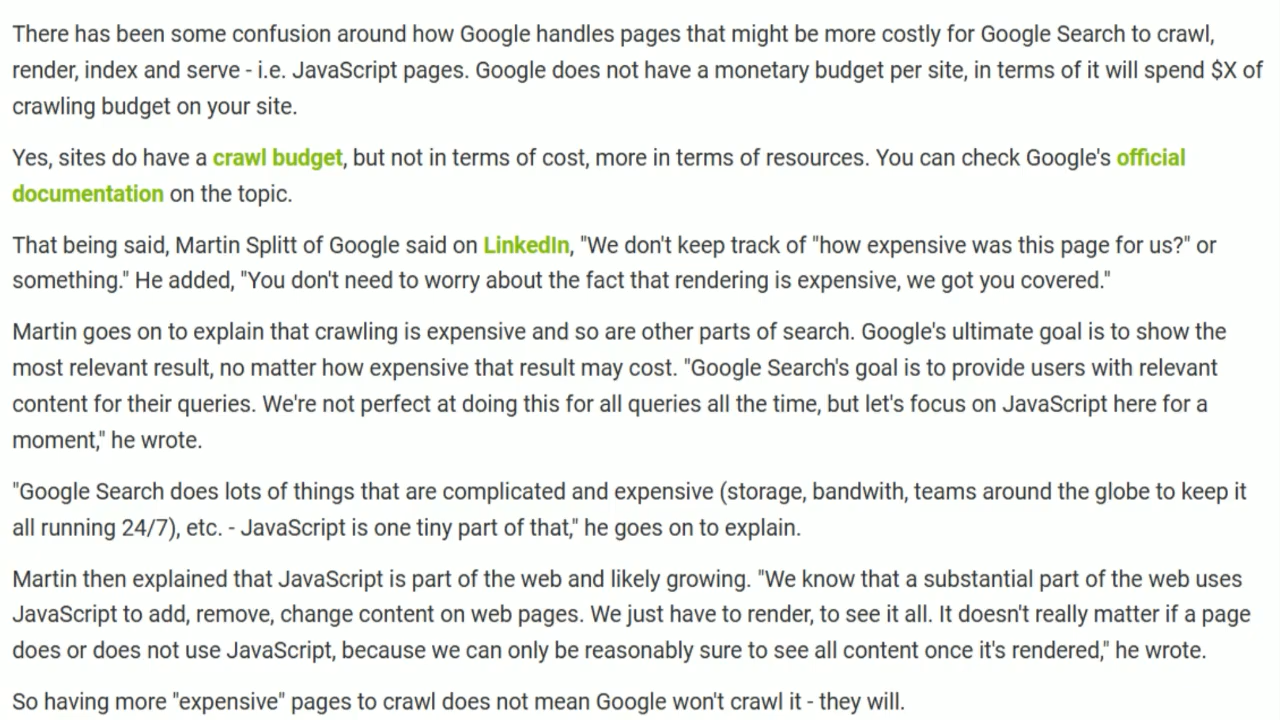 There has been some confusion around how Google handles pages that might be more costly for Google Search to crawl,
render, index and serve - i.e. JavaScript pages. Google does not have a monetary budget per site, in terms of it will spend $X of
crawling budget on your site.
Yes, sites do have a crawl budget, but not in terms of cost, more in terms of resources. You can check Google's official
documentation on the topic.
That being said, Martin Splitt of Google said on LinkedIn, "We don't keep track of "how expensive was this page for us?" or
something." He added, "You don't need to worry about the fact that rendering is expensive, we got you covered."
Martin goes on to explain that crawling is expensive and so are other parts of search. Google's ultimate goal is to show the
most relevant result, no matter how expensive that result may cost. "Google Search's goal is to provide users with relevant
content for their queries. We're not perfect at doing this for all queries all the time, but let's focus on JavaScript here for a
moment," he wrote.
"Google Search does lots of things that are complicated and expensive (storage, bandwith, teams around the globe to keep it
all running 24/7), etc. - JavaScript is one tiny part of that," he goes on to explain.
Martin then explained that JavaScript is part of the web and likely growing. "We know that a substantial part of the web uses
JavaScript to add, remove, change content on web pages. We just have to render, to see it all. It doesn't really matter if a page
does or does not use JavaScript, because we can only be reasonably sure to see all content once it's rendered," he wrote.
So having more "expensive" pages to crawl does not mean Google won't crawl it - they will.